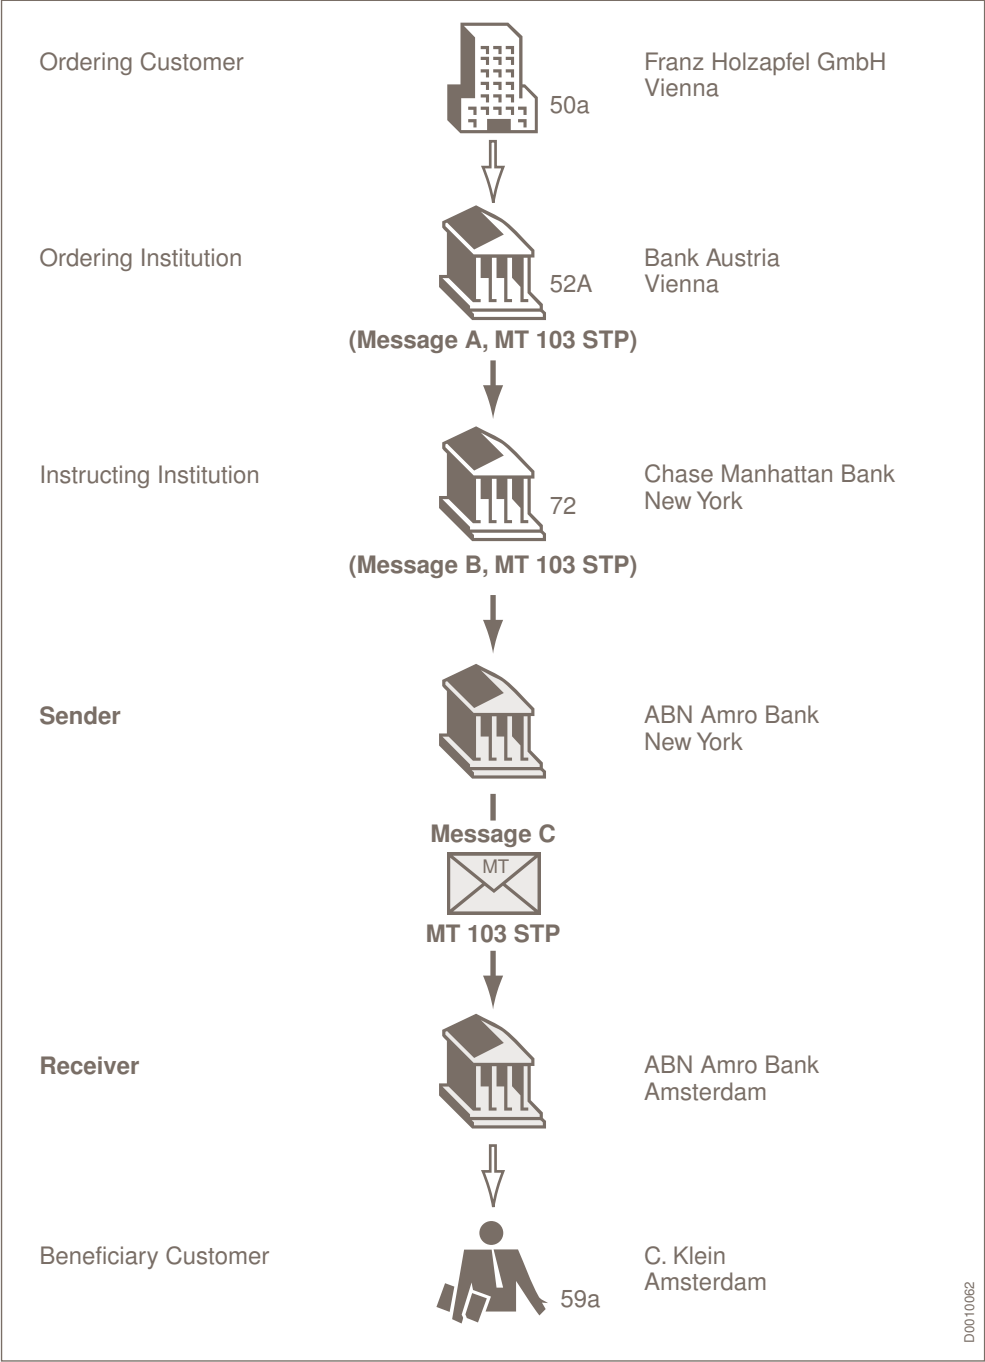 Ordering Customer
50a
Franz Holzapfel GmbH
Vienna
Ordering Institution
52A
Bank Austria
Vienna
(Message A, MT 103 STP)
Instructing Institution
72
Chase Manhattan Bank
New York
(Message B, MT 103 STP)
Sender
ABN Amro Bank
New York
Message C
MT
MT 103 STP
Receiver
ABN Amro Bank
Amsterdam
Beneficiary Customer
59a
C. Klein
Amsterdam
D0010062